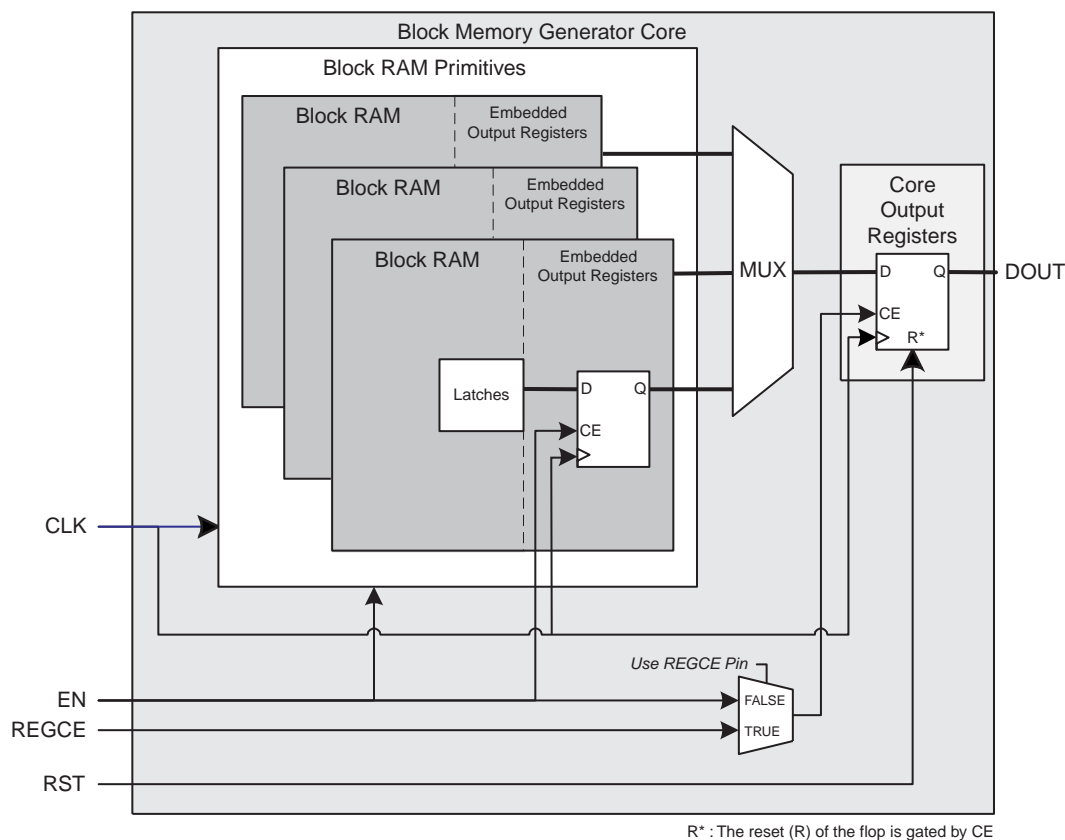 Block Memory Generator Core
Block RAM Primitives
Block RAM
Embedded
Output Registers
Block RAM
Embedded
Output Registers
Block RAM
Embedded
Output Registers
MUX
Core
Output
Registers
D
Q
CE
R*
DOUT
Latches
D
Q
CE
CLK
Use REGCE Pin
EN
FALSE
REGCE
TRUE
RST
R* : The reset (R) of the flop is gated by CE